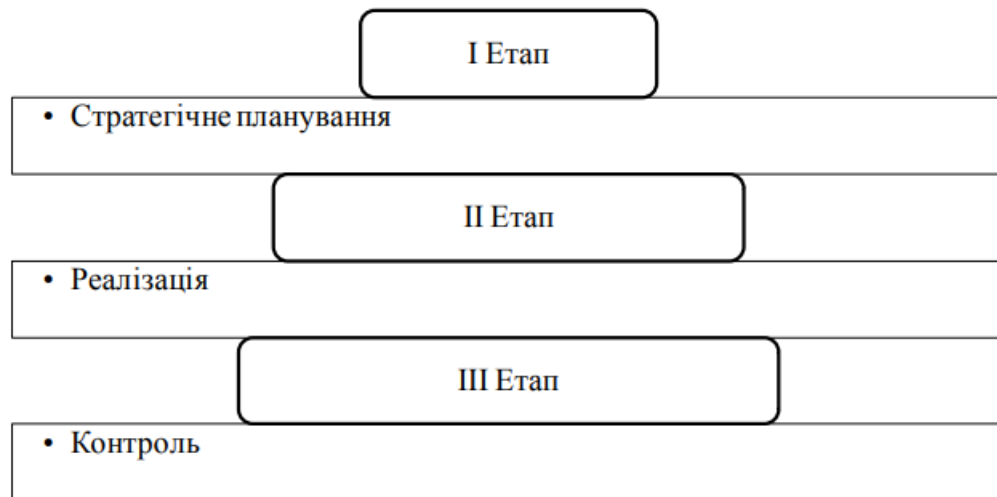 I Етап
• Стратегічне планування
II Етап
• Реалізація
III Етап
• Контроль